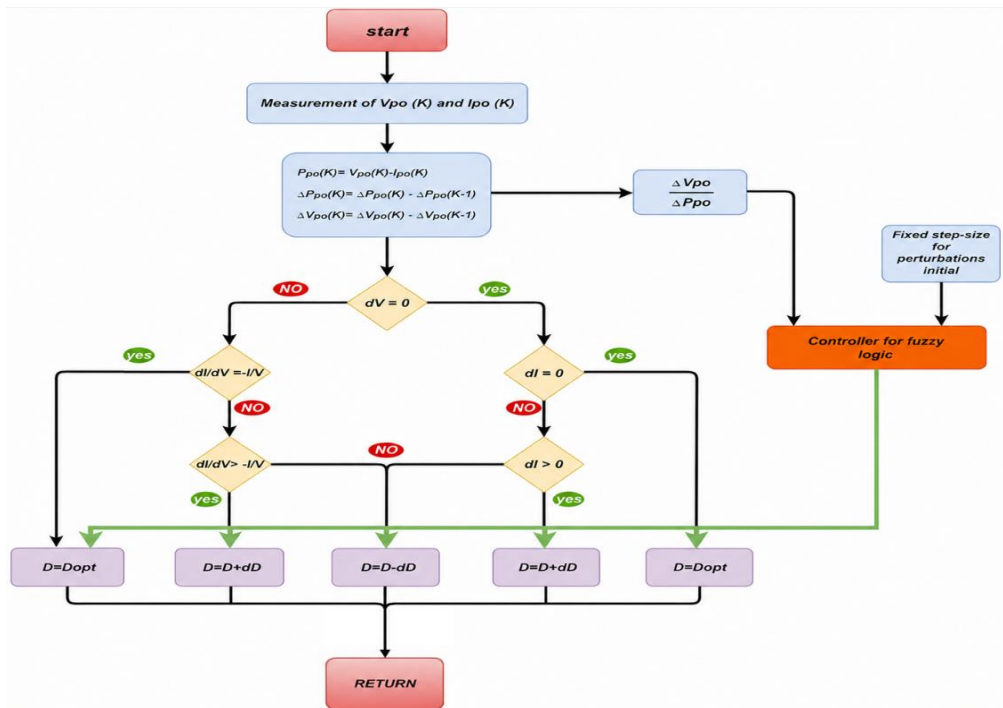 start
Measurement of Vpo (K) and Ipo (K)
Ppo(K)= Vpo(K)-Ipo(K)
ΔPpo(K)= ΔPpo(K) - ΔPpo(K-1)
ΔVpo(K)= ΔVpo(K) - ΔVpo(K-1)
ΔVpo
ΔPpo
Fixed step-size
for
perturbations
initial
NO
dV = 0
yes
Controller for fuzzy
logic
yes
dI/dV =-I/V
dI = 0
yes
NO
NO
dI/dV> -I/V
NO
dI > 0
yes
yes
D=Dopt
D=D+dD
D=D-dD
D=D+dD
D=Dopt
RETURN